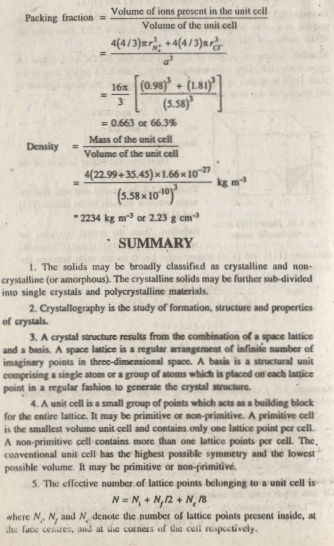 Packing fraction = Volume of ions present in the unit cell / Volume of the unit cell
= 4(4/3)πr³Na⁺ + 4(4/3)πr³Cl⁻ / a³
= 16π/3 [ (0.98)³ + (1.81)³ / (5.58)³ ]
= 0.663 or 66.3%
Density = Mass of the unit cell / Volume of the unit cell
= 4(22.99+35.45)×1.66×10⁻²⁷ / (5.58×10⁻¹⁰)³ kg m⁻³
= 2234 kg m⁻³ or 2.23 g cm⁻³
SUMMARY
1. The solids may be broadly classified as crystalline and non-
crystalline (or amorphous). The crystalline solids may be further sub-divided
into single crystals and polycrystalline materials.
2. Crystallography is the study of formation, structure and properties
of crystals.
3. A crystal structure results from the combination of a space lattice
and a basis. A space lattice is a regular arrangement of infinite number of
imaginary points in three-dimensional space. A basis is a structural unit
comprising a single atom or a group of atoms which is placed on each lattice
point in a regular fashion to generate the crystal structure.
4. A unit cell is a small group of points which acts as a building block
for the entire lattice. It may be primitive or non-primitive. A primitive cell
is the smallest volume unit cell and contains only one lattice point per cell.
A non-primitive cell contains more than one lattice points per cell. The
conventional unit cell has the highest possible symmetry and the lowest
possible volume. It may be primitive or non-primitive.
5. The effective number of lattice points belonging to a unit cell is
N = Nᵢ + N_f/2 + N_c/8
where Nᵢ, N_f and N_c denote the number of lattice points present inside, at
the face centres, and at the corners of the cell respectively.